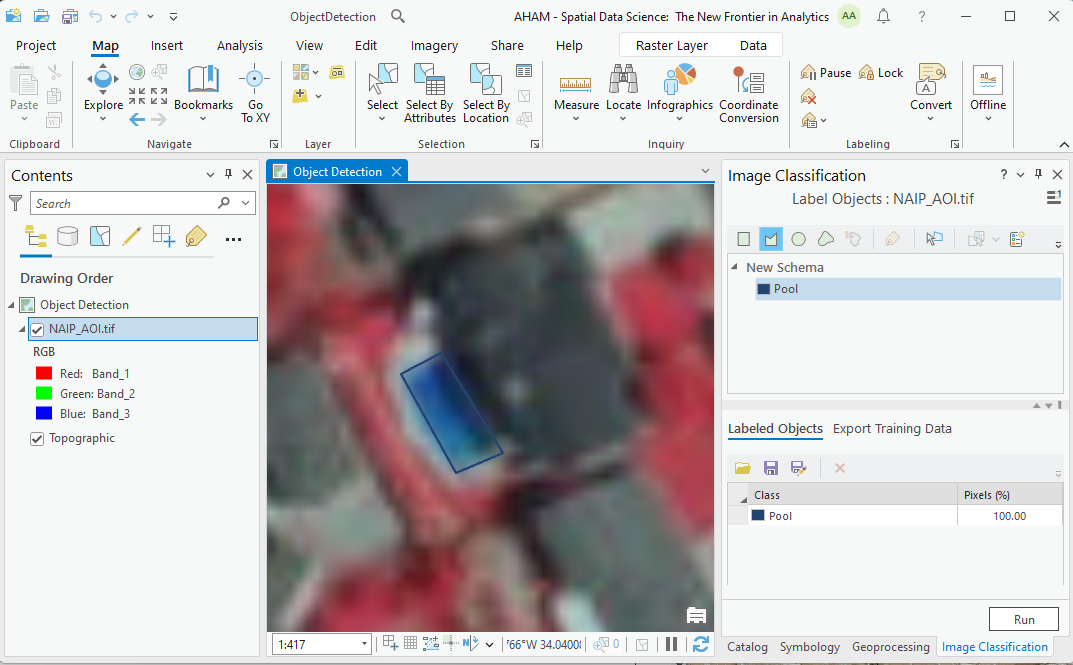 ObjectDetection
AHAM - Spatial Data Science: The New Frontier in Analytics
AA
?
Project
Map
Insert
Analysis
View
Edit
Imagery
Share
Help
Raster Layer
Data
Paste
Explore
Bookmarks
Go
To XY
Select
Select By
Attributes
Select By
Location
Measure
Locate
Infographics
Coordinate
Conversion
Pause
Lock
Convert
Offline
Clipboard
Navigate
Layer
Selection
Inquiry
Labeling
Contents
Search
Drawing Order
Object Detection
NAIP_AOI.tif
RGB
Red: Band_1
Green: Band_2
Blue: Band_3
Topographic
Object Detection
1:417
66°W 34.0400
0
Image Classification
?
Label Objects : NAIP_AOI.tif
New Schema
Pool
Labeled Objects
Export Training Data
Class
Pixels (%)
Pool
100.00
Run
Catalog
Symbology
Geoprocessing
Image Classification